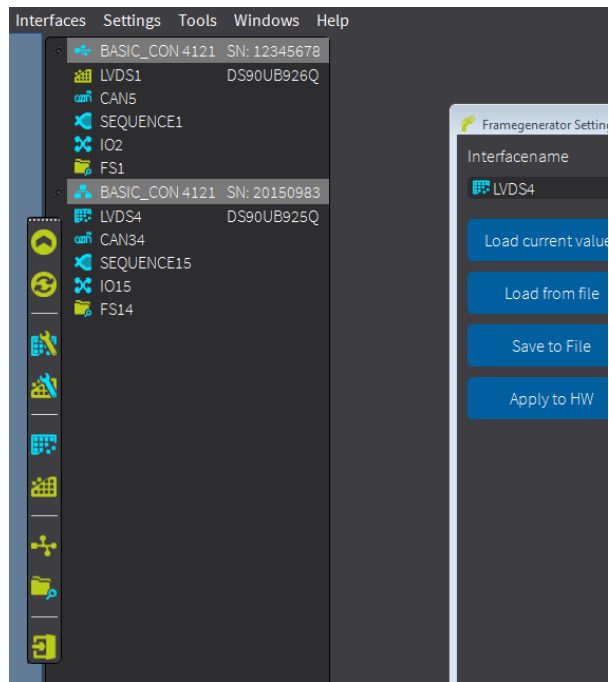 Interfaces Settings Tools Windows Help
BASIC_CON 4121 SN: 12345678
LVDS1 DS90UB926Q
CAN5
SEQUENCE1
IO2
FS1
BASIC_CON 4121 SN: 20150983
LVDS4 DS90UB925Q
CAN34
SEQUENCE15
IO15
FS14
Framegenerator Setting
Interfacename
LVDS4
Load current value
Load from file
Save to File
Apply to HW